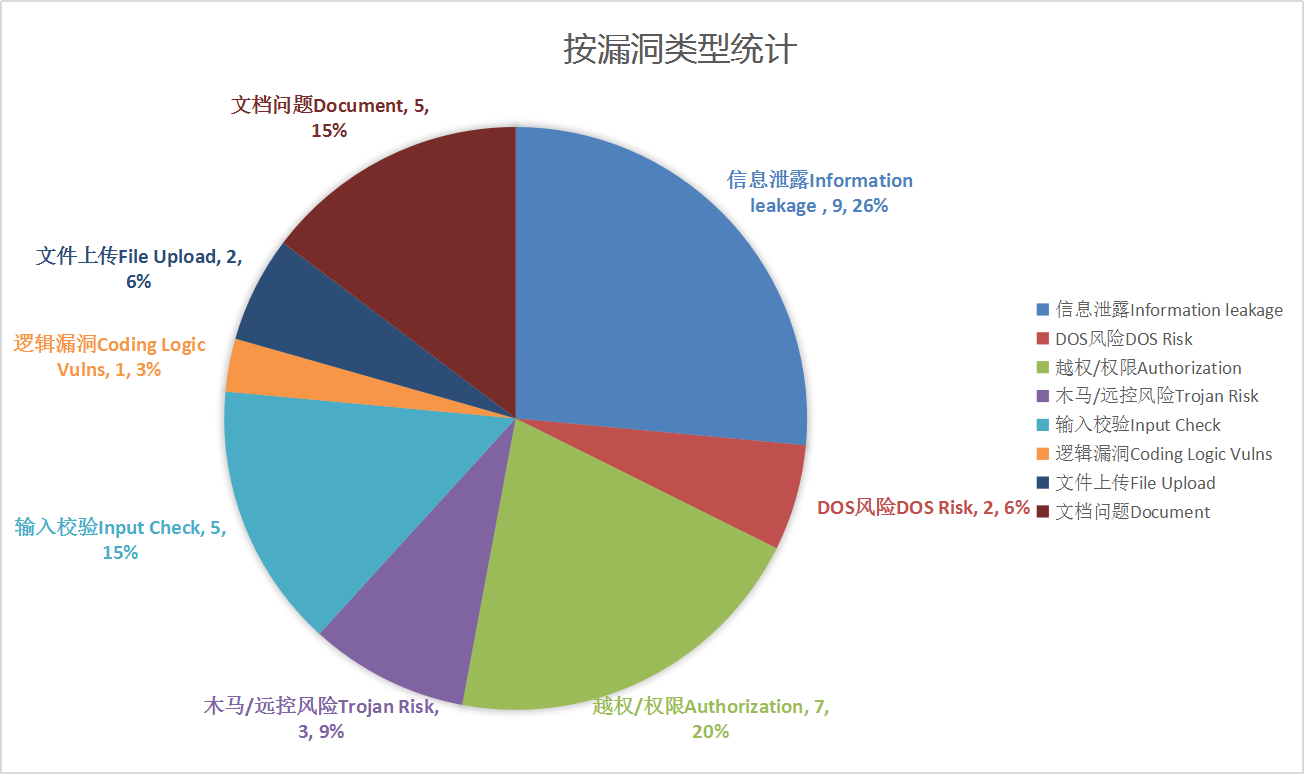 按漏洞类型统计
文档问题Document, 5,
15%
信息泄露Information
leakage , 9, 26%
文件上传File Upload, 2,
6%
逻辑漏洞Coding Logic
Vulns, 1, 3%
DOS风险DOS Risk, 2, 6%
输入校验Input Check, 5,
15%
木马/远控风险Trojan Risk,
3, 9%
越权/权限Authorization, 7,
20%
信息泄露Information leakage
DOS风险DOS Risk
越权/权限Authorization
木马/远控风险Trojan Risk
输入校验Input Check
逻辑漏洞Coding Logic Vulns
文件上传File Upload
文档问题Document